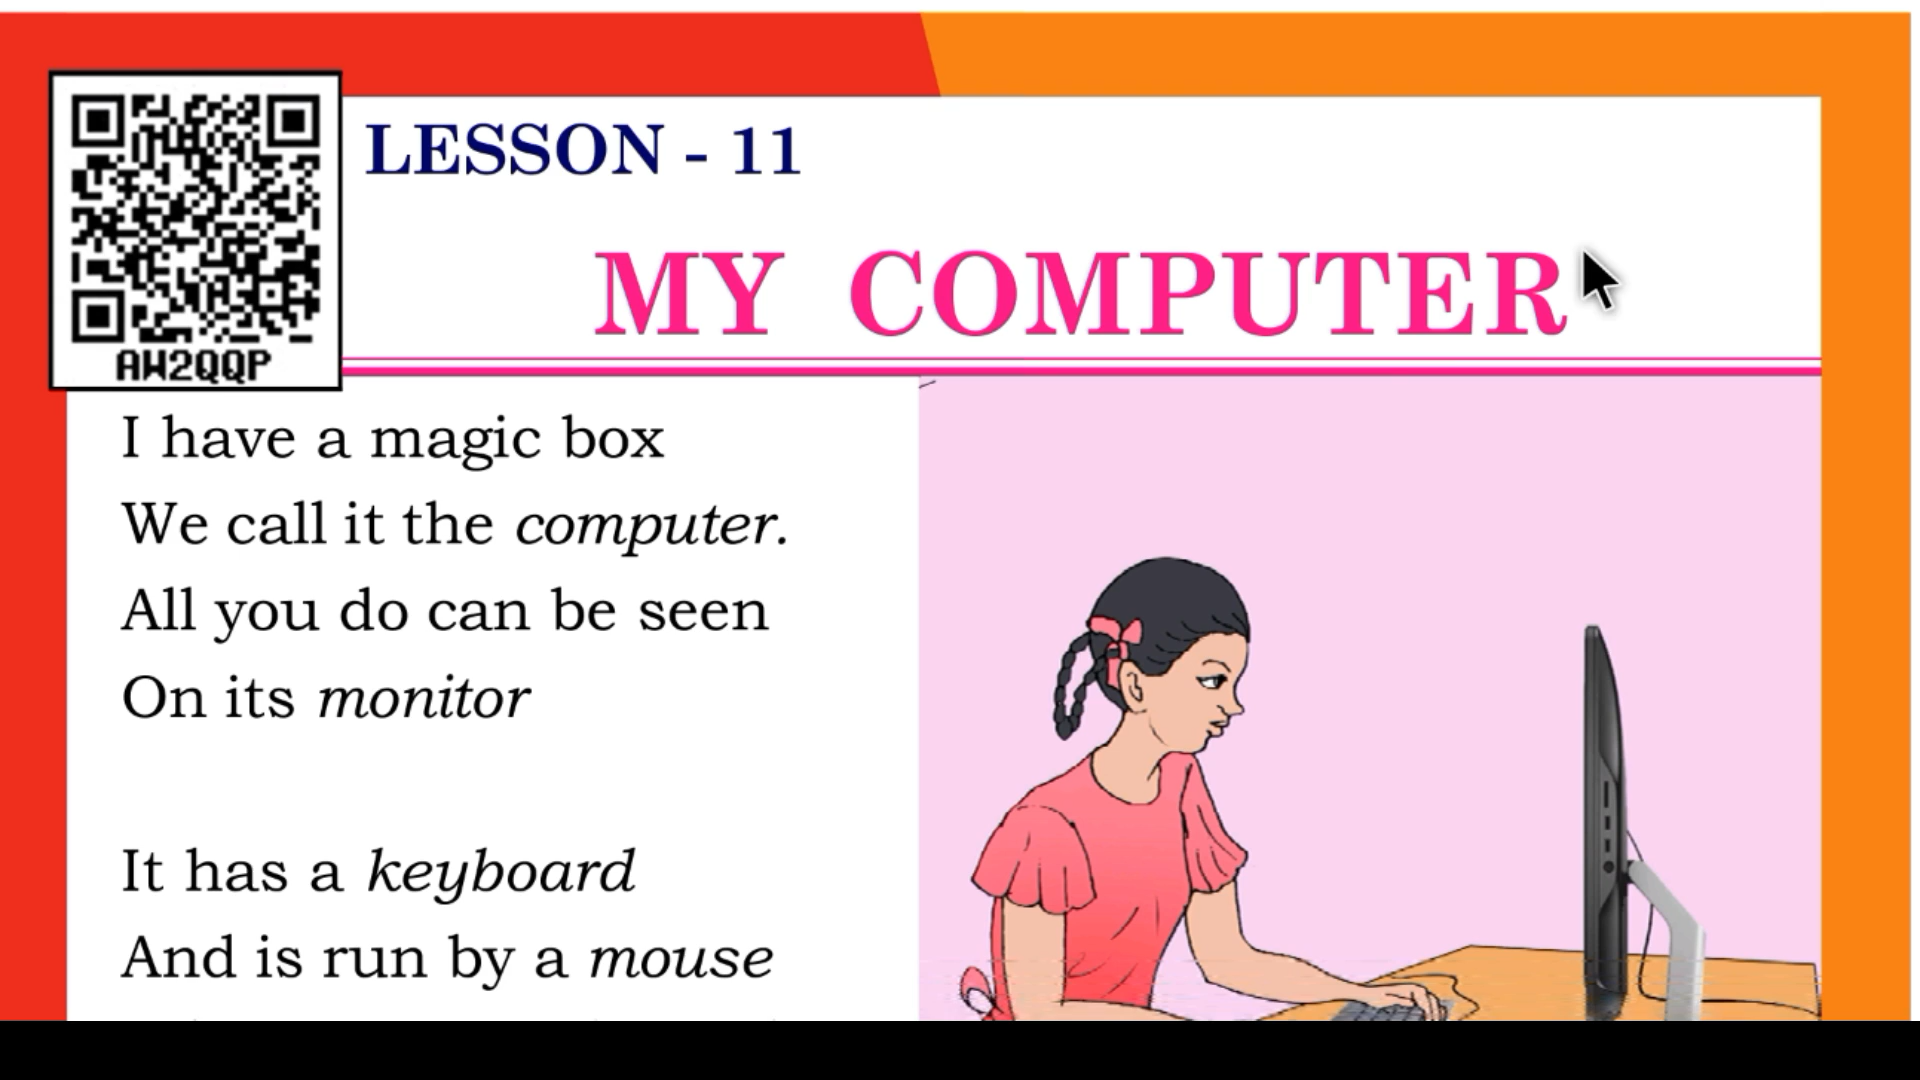 LESSON - 11
MY COMPUTER
AW2QQP
I have a magic box
We call it the computer.
All you do can be seen
On its monitor
It has a keyboard
And is run by a mouse